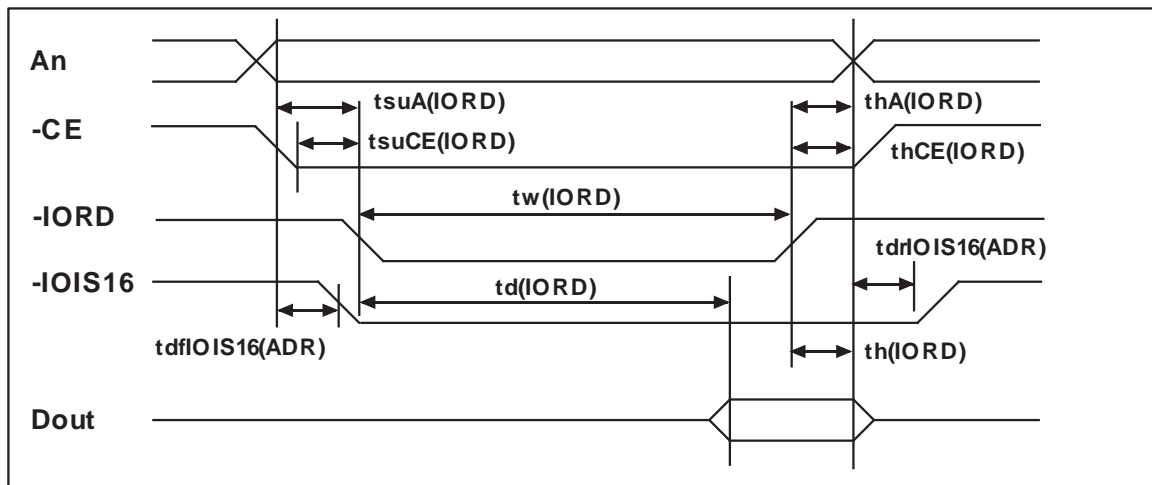 An
tsuA(IORD)
thA(IORD)
-CE
tsuCE(IORD)
thCE(IORD)
tw(IORD)
-IORD
tdrIOIS16(ADR)
-IOIS16
td(IORD)
tdfIOIS16(ADR)
th(IORD)
Dout